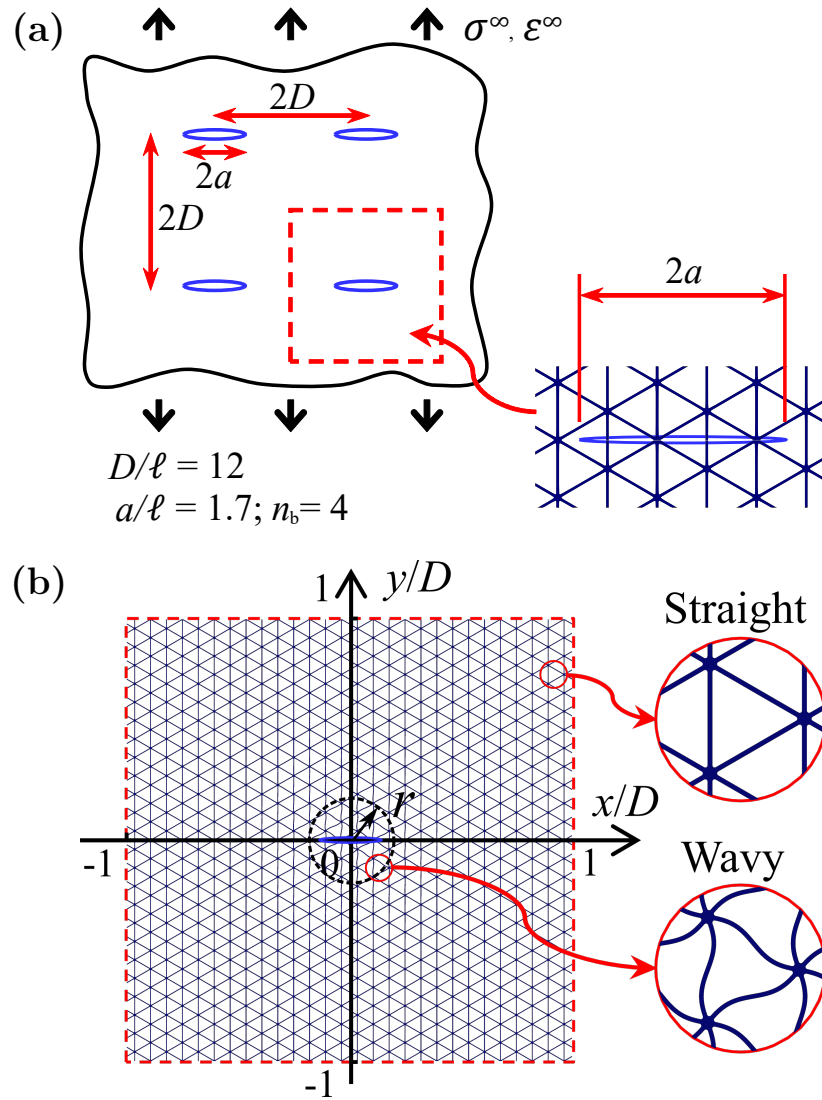 (a)
σ∞, ε∞
2D
2a
2D
2a
D/ℓ = 12
a/ℓ = 1.7; nb = 4
(b)
1
y/D
Straight
r
x/D
-1
0
1
Wavy
-1